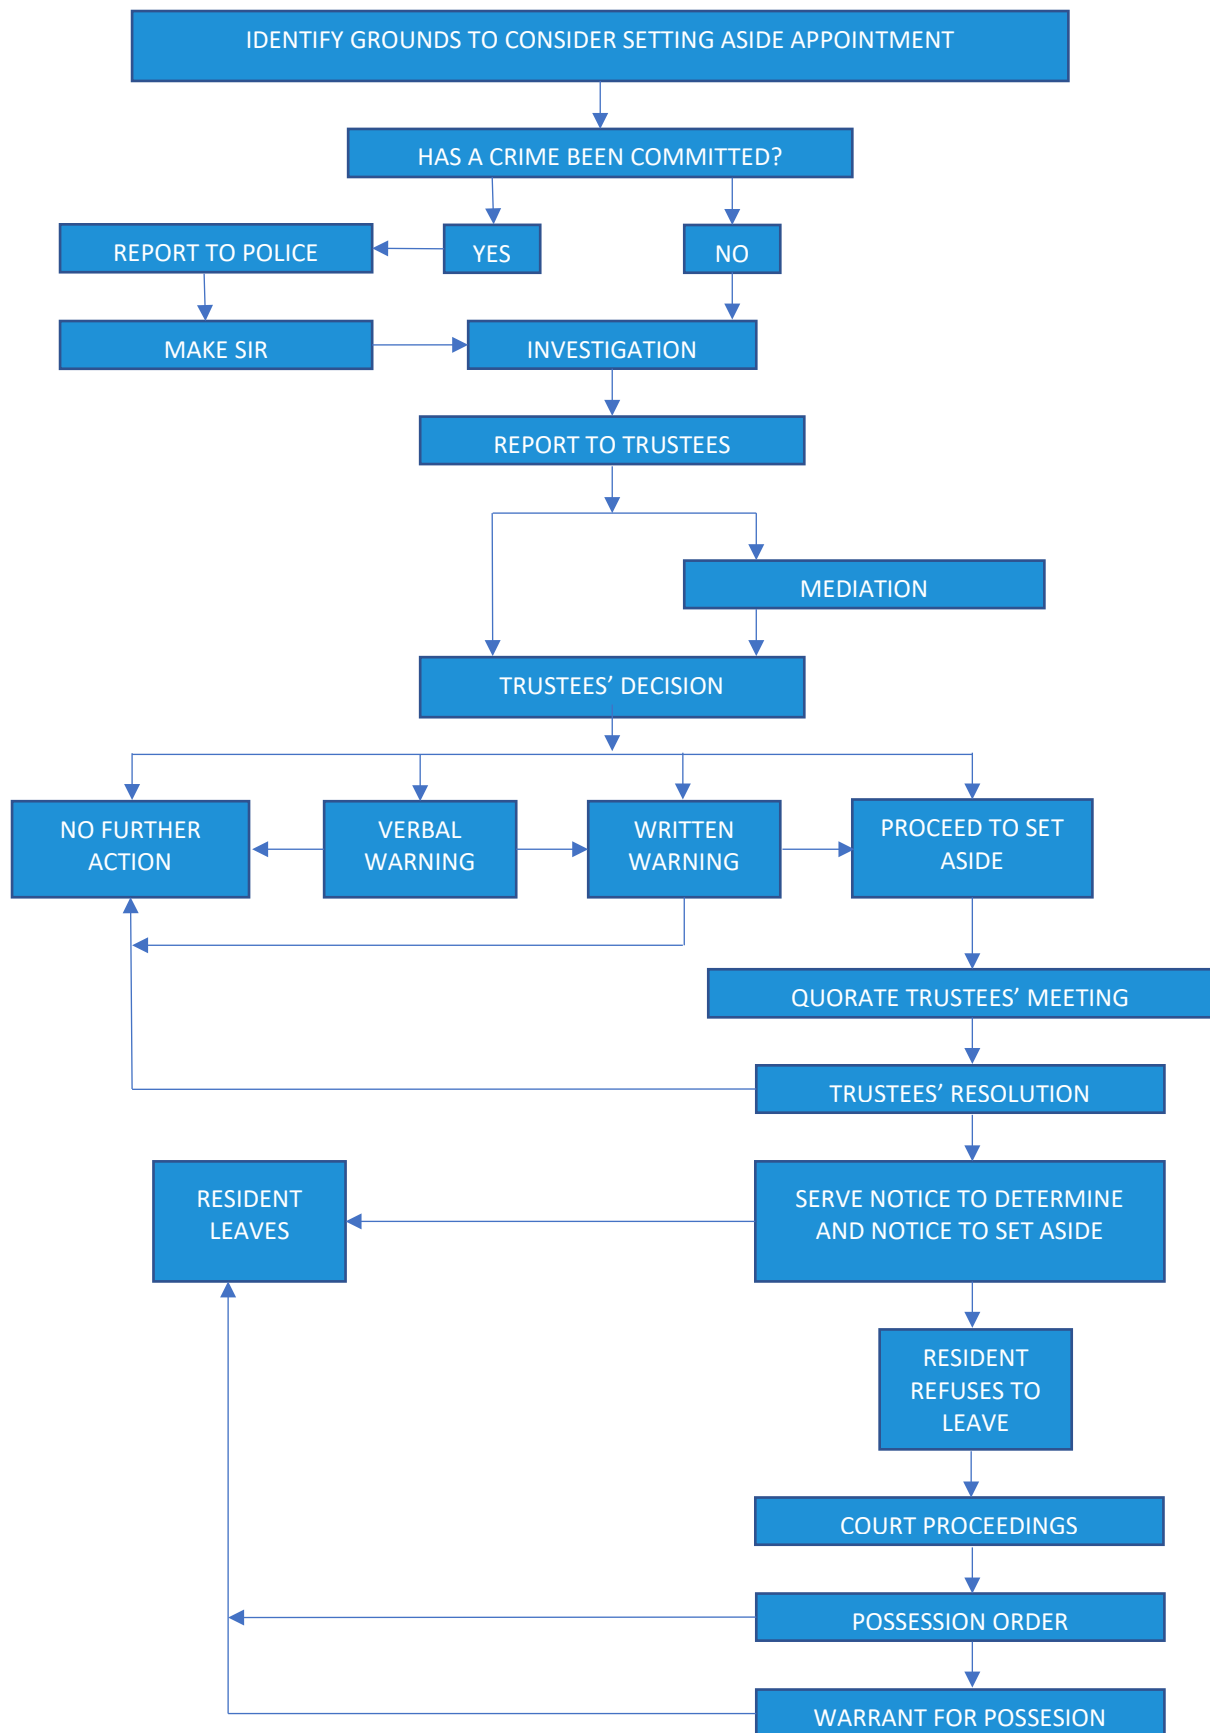 IDENTIFY GROUNDS TO CONSIDER SETTING ASIDE APPOINTMENT
HAS A CRIME BEEN COMMITTED?
REPORT TO POLICE
YES
NO
MAKE SIR
INVESTIGATION
REPORT TO TRUSTEES
MEDIATION
TRUSTEES’ DECISION
NO FURTHER
ACTION
VERBAL
WARNING
WRITTEN
WARNING
PROCEED TO SET
ASIDE
QUORATE TRUSTEES’ MEETING
TRUSTEES’ RESOLUTION
RESIDENT
LEAVES
SERVE NOTICE TO DETERMINE
AND NOTICE TO SET ASIDE
RESIDENT
REFUSES TO
LEAVE
COURT PROCEEDINGS
POSSESSION ORDER
WARRANT FOR POSSESION